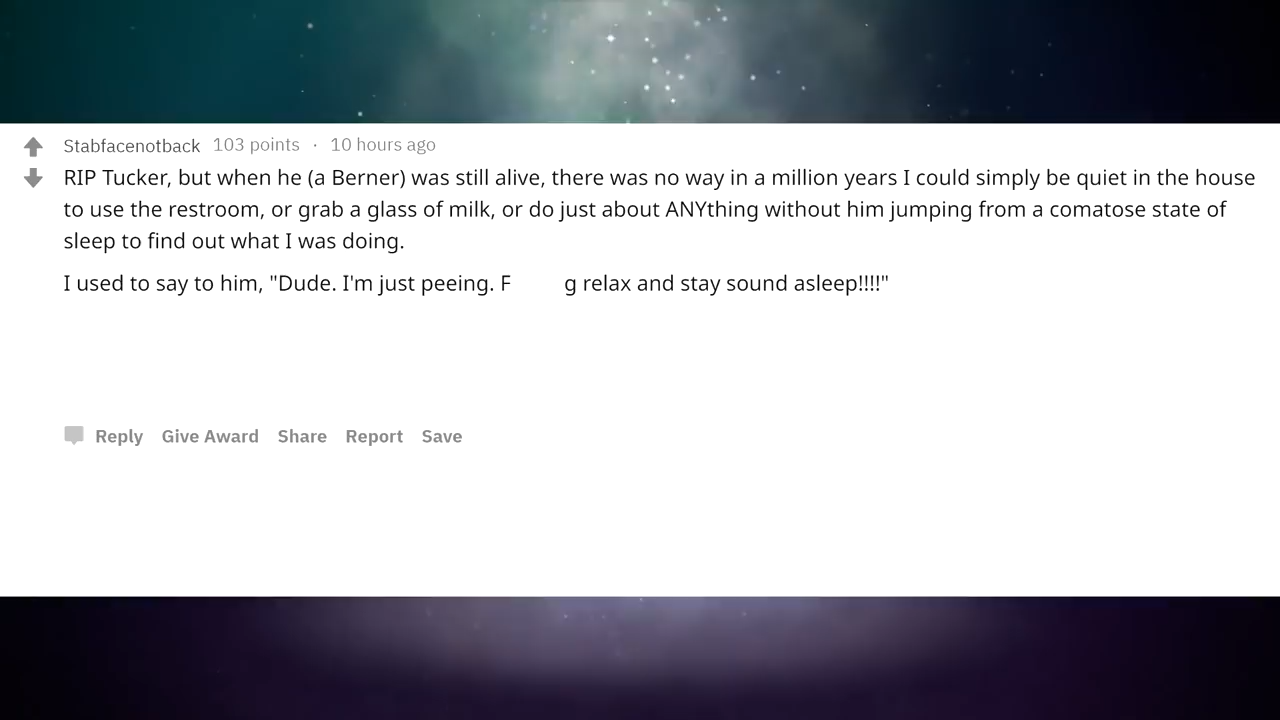 Stabfacenotback 103 points · 10 hours ago
RIP Tucker, but when he (a Berner) was still alive, there was no way in a million years I could simply be quiet in the house
to use the restroom, or grab a glass of milk, or do just about ANYthing without him jumping from a comatose state of
sleep to find out what I was doing.
I used to say to him, "Dude. I'm just peeing. F g relax and stay sound asleep!!!!"
Reply Give Award Share Report Save